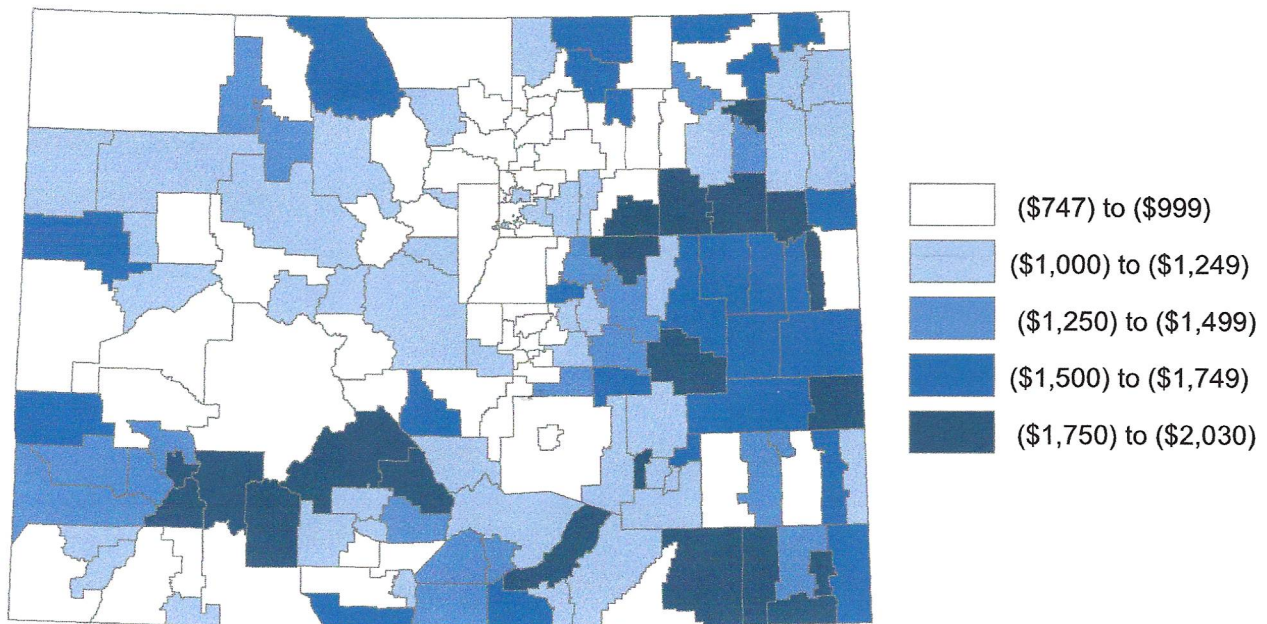 ($747) to ($999)
($1,000) to ($1,249)
($1,250) to ($1,499)
($1,500) to ($1,749)
($1,750) to ($2,030)